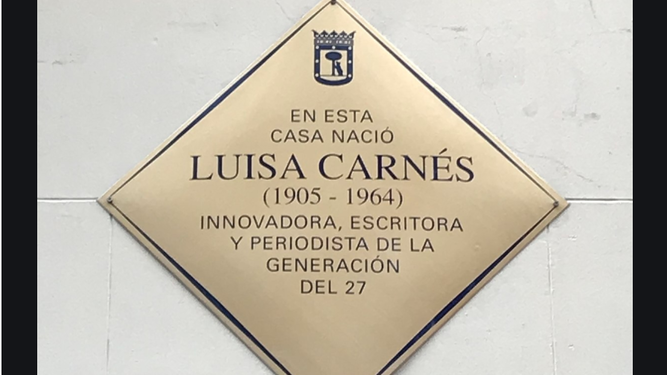 EN ESTA
CASA NACIÓ
LUISA CARNÉS
(1905 - 1964)
INNOVADORA, ESCRITORA
Y PERIODISTA DE LA
GENERACIÓN
DEL 27